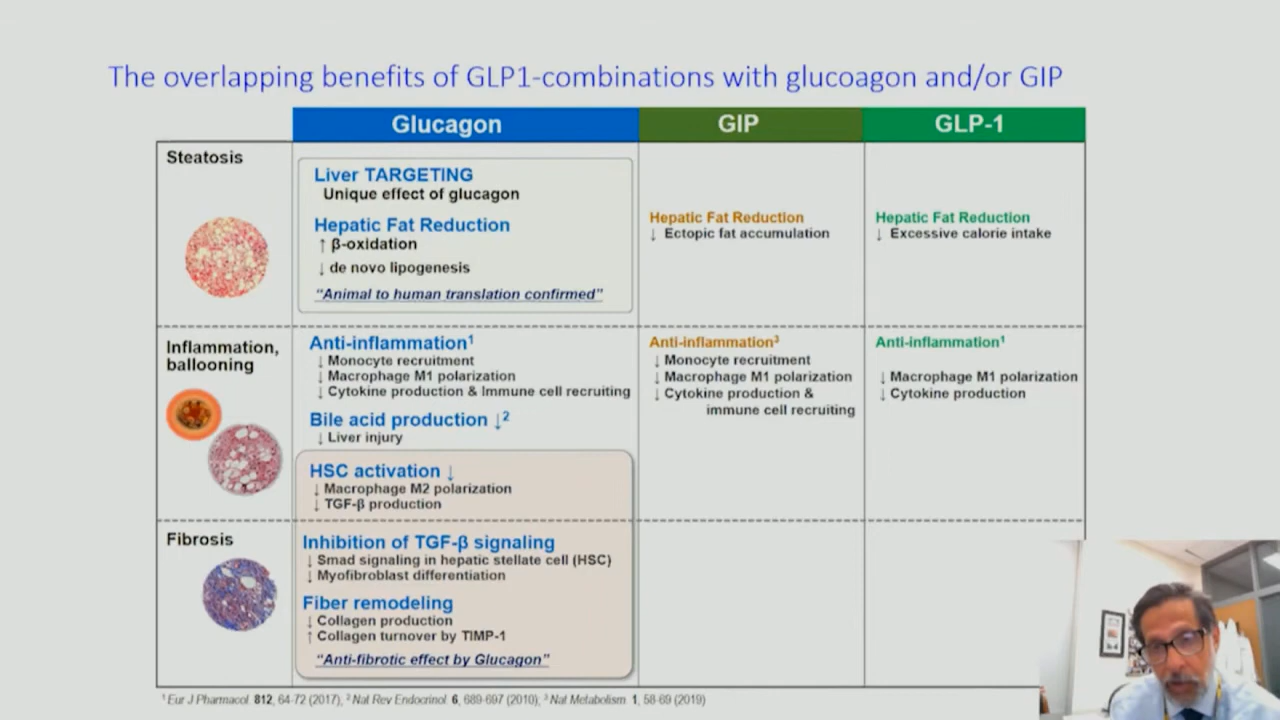 The overlapping benefits of GLP1-combinations with glucoagon and/or GIP
Glucagon
GIP
GLP-1
Steatosis
Liver TARGETING
Unique effect of glucagon
Hepatic Fat Reduction
↑ β-oxidation
↓ de novo lipogenesis
“Animal to human translation confirmed”
Hepatic Fat Reduction
↓ Ectopic fat accumulation
Hepatic Fat Reduction
↓ Excessive calorie intake
Inflammation,
ballooning
Anti-inflammation¹
↓ Monocyte recruitment
↓ Macrophage M1 polarization
↓ Cytokine production & Immune cell recruiting
Bile acid production ↓²
↓ Liver injury
HSC activation ↓
↓ Macrophage M2 polarization
↓ TGF-β production
Anti-inflammation³
↓ Monocyte recruitment
↓ Macrophage M1 polarization
↓ Cytokine production &
immune cell recruiting
Anti-inflammation¹
↓ Macrophage M1 polarization
↓ Cytokine production
Fibrosis
Inhibition of TGF-β signaling
↓ Smad signaling in hepatic stellate cell (HSC)
↓ Myofibroblast differentiation
Fiber remodeling
↓ Collagen production
↑ Collagen turnover by TIMP-1
“Anti-fibrotic effect by Glucagon”
¹ Eur J Pharmacol. 812, 64-72 (2017), ² Nat Rev Endocrinol. 6, 689-697 (2010), ³ Nat Metabolism 1, 58-69 (2019)